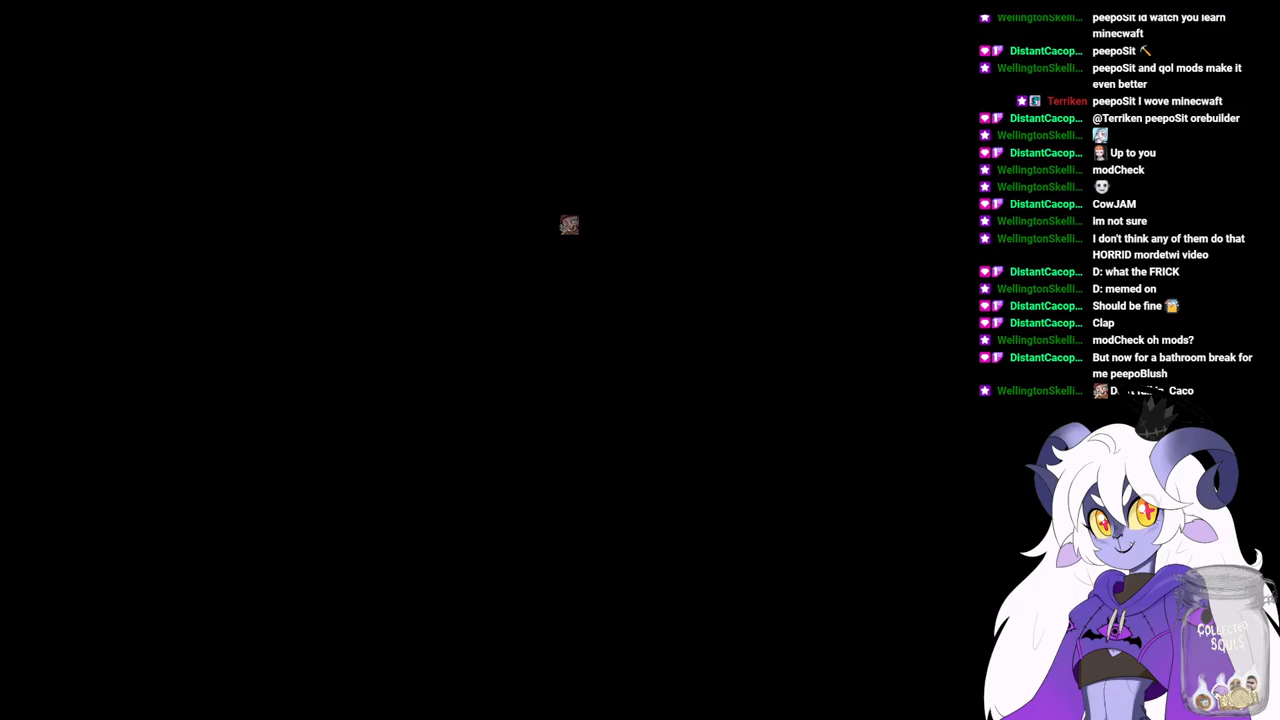 WellingtonSkelli... peepoSit id watch you learn
minecwaft
DistantCacop... peepoSit
WellingtonSkelli... peepoSit and qol mods make it
even better
Terriken peepoSit I wove minecwaft
DistantCacop... @Terriken peepoSit orebuilder
WellingtonSkelli...
DistantCacop... Up to you
WellingtonSkelli... modCheck
WellingtonSkelli...
DistantCacop... CowJAM
WellingtonSkelli... im not sure
WellingtonSkelli... I don't think any of them do that
HORRID mordetwi video
DistantCacop... D: what the FRICK
WellingtonSkelli... D: memed on
DistantCacop... Should be fine
DistantCacop... Clap
WellingtonSkelli... modCheck oh mods?
DistantCacop... But now for a bathroom break for
me peepoBlush
WellingtonSkelli... Caco
COLLECTED
SOULS